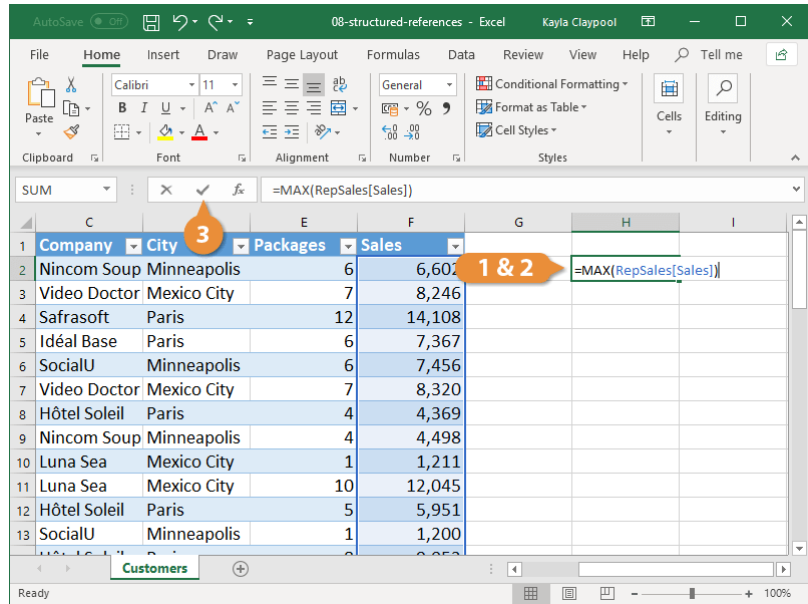 AutoSave Off 08-structured-references - Excel Kayla Claypool
File Home Insert Draw Page Layout Formulas Data Review View Help Tell me
Calibri 11 ab General Conditional Formatting
Paste B I U A A % Format as Table Cells Editing
A Cell Styles
Clipboard Font Alignment Number Styles
SUM fx =MAX(RepSales[Sales])
3
C E F G H I
1 Company City Packages Sales
2 Nincom Soup Minneapolis 6 6,602 1 & 2 =MAX(RepSales[Sales])
3 Video Doctor Mexico City 7 8,246
4 Safrasoft Paris 12 14,108
5 Idéal Base Paris 6 7,367
6 SocialU Minneapolis 6 7,456
7 Video Doctor Mexico City 7 8,320
8 Hôtel Soleil Paris 4 4,369
9 Nincom Soup Minneapolis 4 4,498
10 Luna Sea Mexico City 1 1,211
11 Luna Sea Mexico City 10 12,045
12 Hôtel Soleil Paris 5 5,951
13 SocialU Minneapolis 1 1,200
Customers
Ready 100%